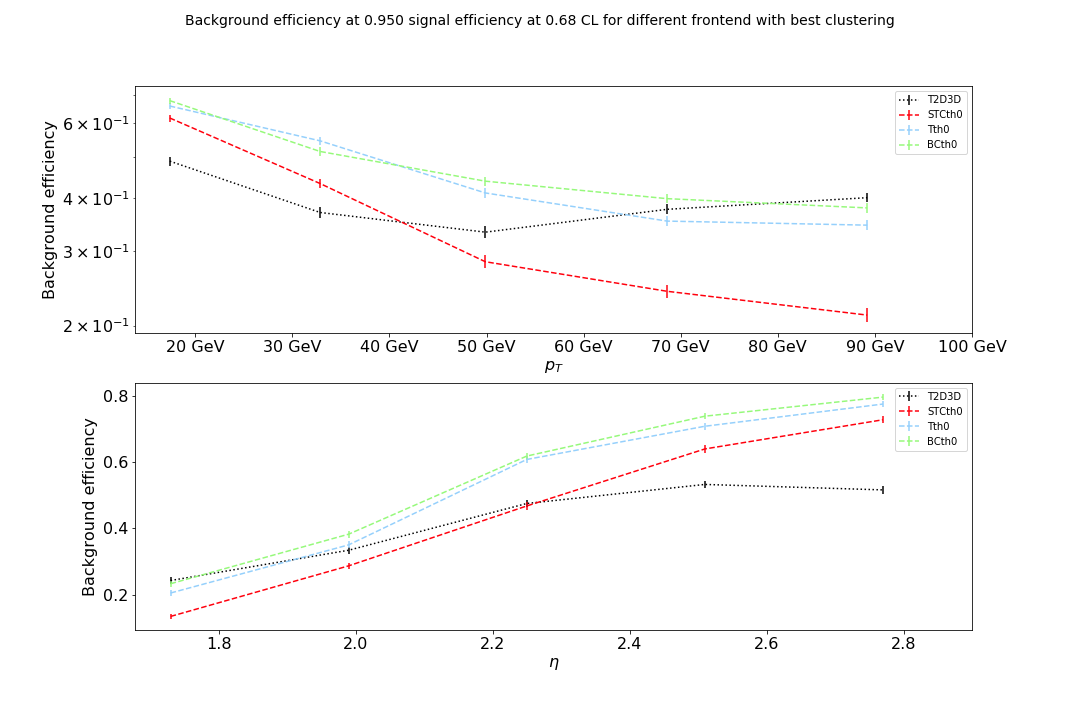 Background efficiency at 0.950 signal efficiency at 0.68 CL for different frontend with best clustering
Background efficiency
6 × 10⁻¹
4 × 10⁻¹
3 × 10⁻¹
2 × 10⁻¹
T2D3D
STCth0
Tth0
BCth0
20 GeV 30 GeV 40 GeV 50 GeV 60 GeV 70 GeV 80 GeV 90 GeV 100 GeV
p_T
Background efficiency
0.8
0.6
0.4
0.2
T2D3D
STCth0
Tth0
BCth0
1.8 2.0 2.2 2.4 2.6 2.8
η